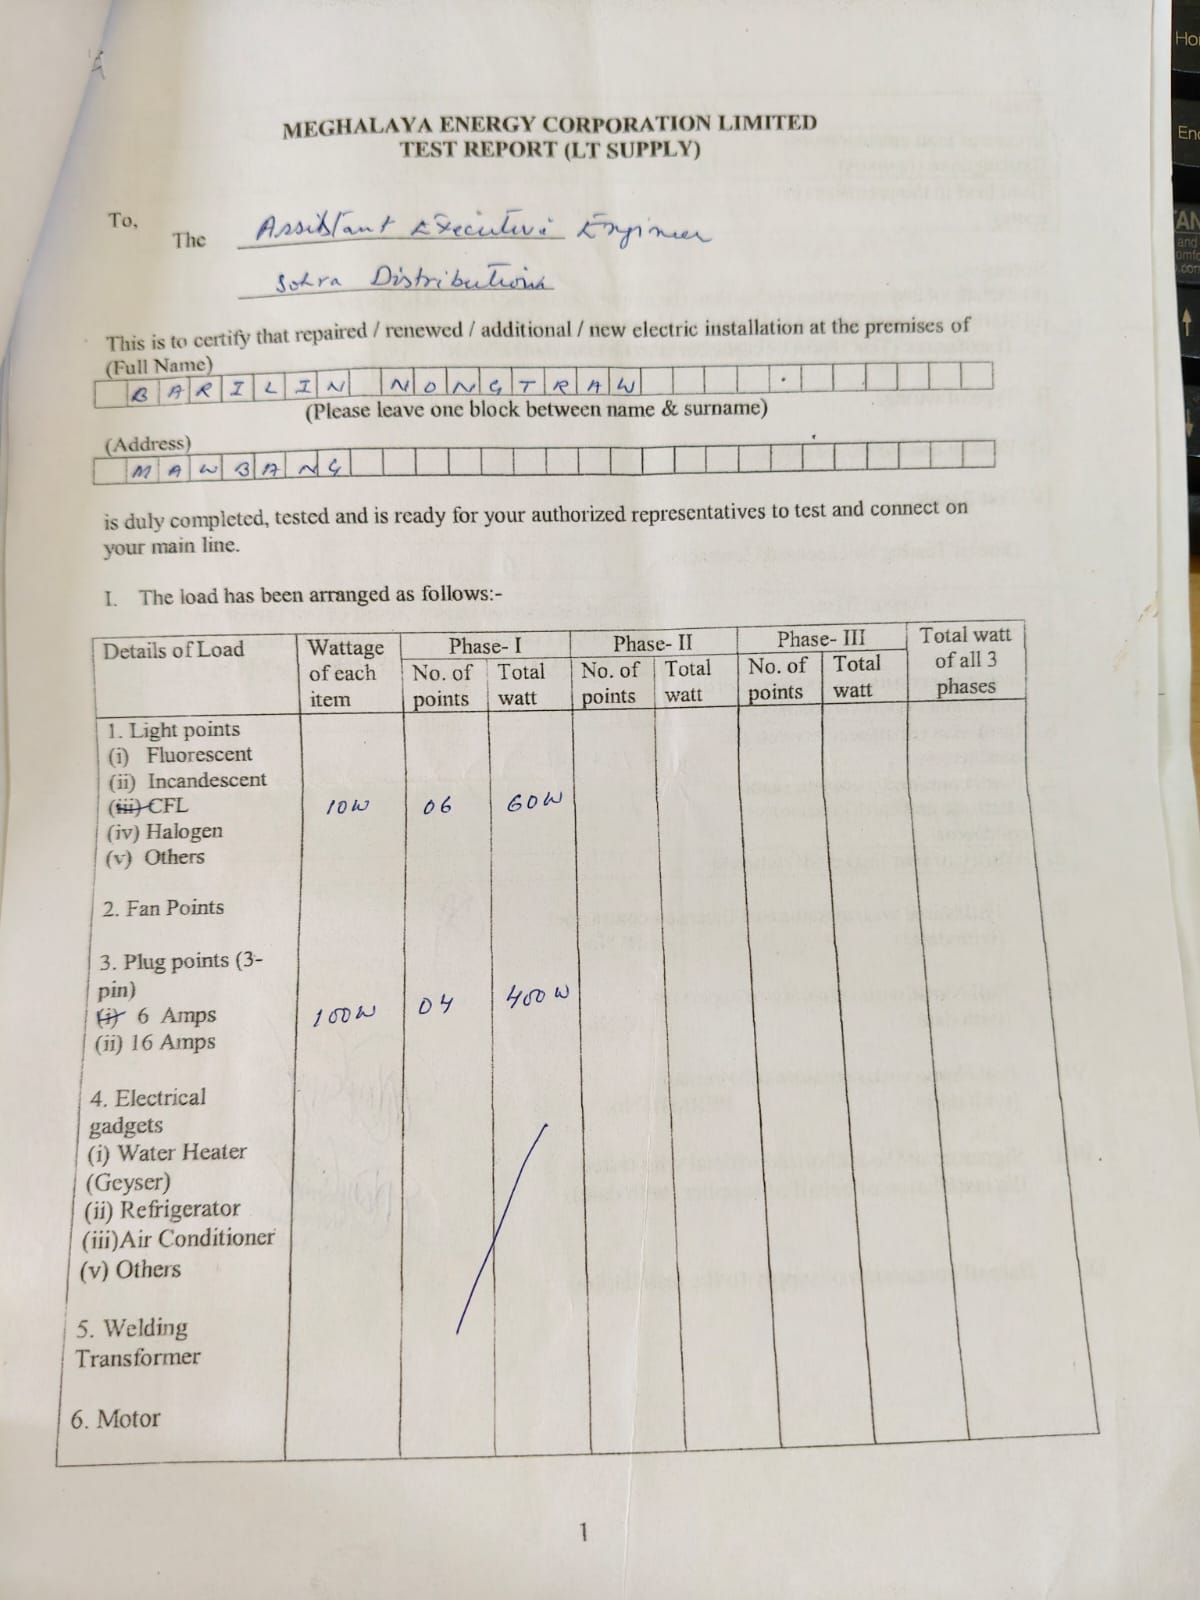 MEGHALAYA ENERGY CORPORATION LIMITED
TEST REPORT (LT SUPPLY)
To,
The Assistant Executive Engineer
Sohra Distribution
This is to certify that repaired / renewed / additional / new electric installation at the premises of
(Full Name)
BARILIN NONGTRAW
(Please leave one block between name & surname)
(Address)
MAWBANG
is duly completed, tested and is ready for your authorized representatives to test and connect on
your main line.
I. The load has been arranged as follows:-
Details of Load Wattage of each item Phase- I Phase- II Phase- III Total watt of all 3 phases
No. of points Total watt No. of points Total watt No. of points Total watt
1. Light points
(i) Fluorescent
(ii) Incandescent
(iii) CFL 10W 06 60W
(iv) Halogen
(v) Others
2. Fan Points
3. Plug points (3-
pin)
(i) 6 Amps 100W 04 400W
(ii) 16 Amps
4. Electrical
gadgets
(i) Water Heater
(Geyser)
(ii) Refrigerator
(iii)Air Conditioner
(v) Others
5. Welding
Transformer
6. Motor
1